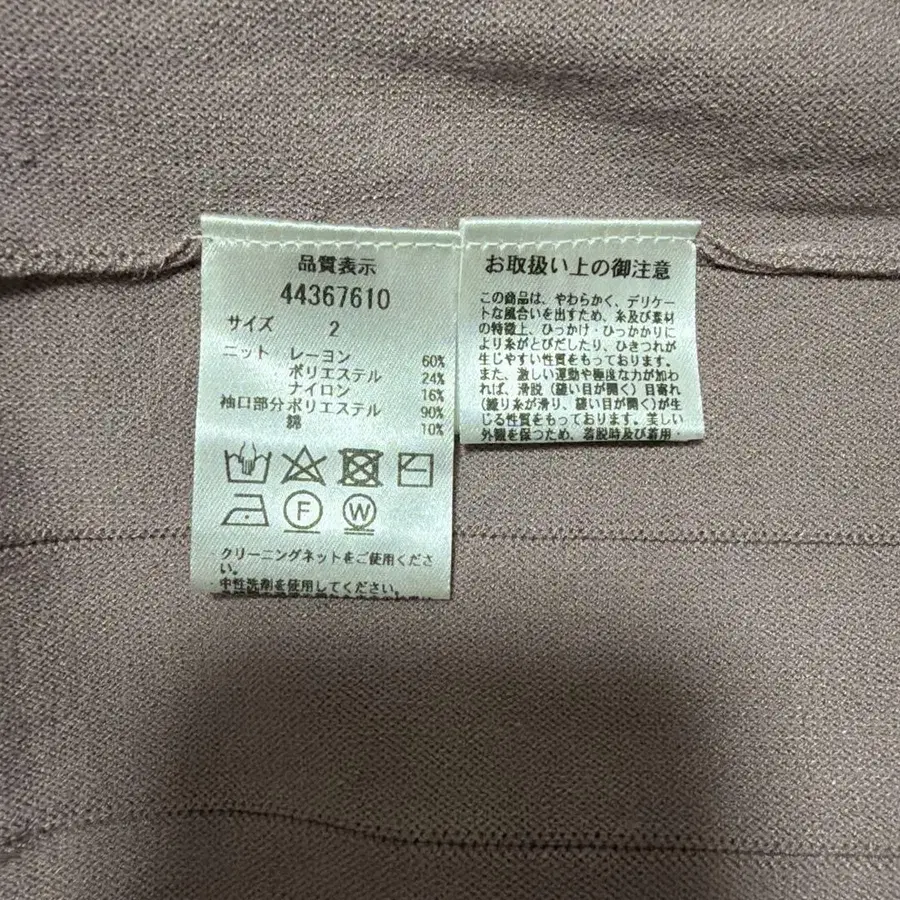 品質表示
44367610
サイズ 2
ニット レーヨン 60%
ポリエステル 24%
ナイロン 16%
袖口部分 ポリエステル 90%
綿 10%
F W
・クリーニングネットをご使用くださ
い。
・中性洗剤を使用してください。
お取扱い上の御注意
この商品は、やわらかく、デリケー
トな風合いを出すため、糸及び素材
の特徴上、ひっかけ・ひっかかりに
より糸がとびだしたり、ひきつれが
生じやすい性質をもっております。
また、激しい運動や極度な力が加わ
れば、滑脱（縫い目が開く）目寄れ
(縫り糸が滑り、縫い目が開く)が生
じる性質をもっております。美しい
外観を保つため、着脱時及び着用・